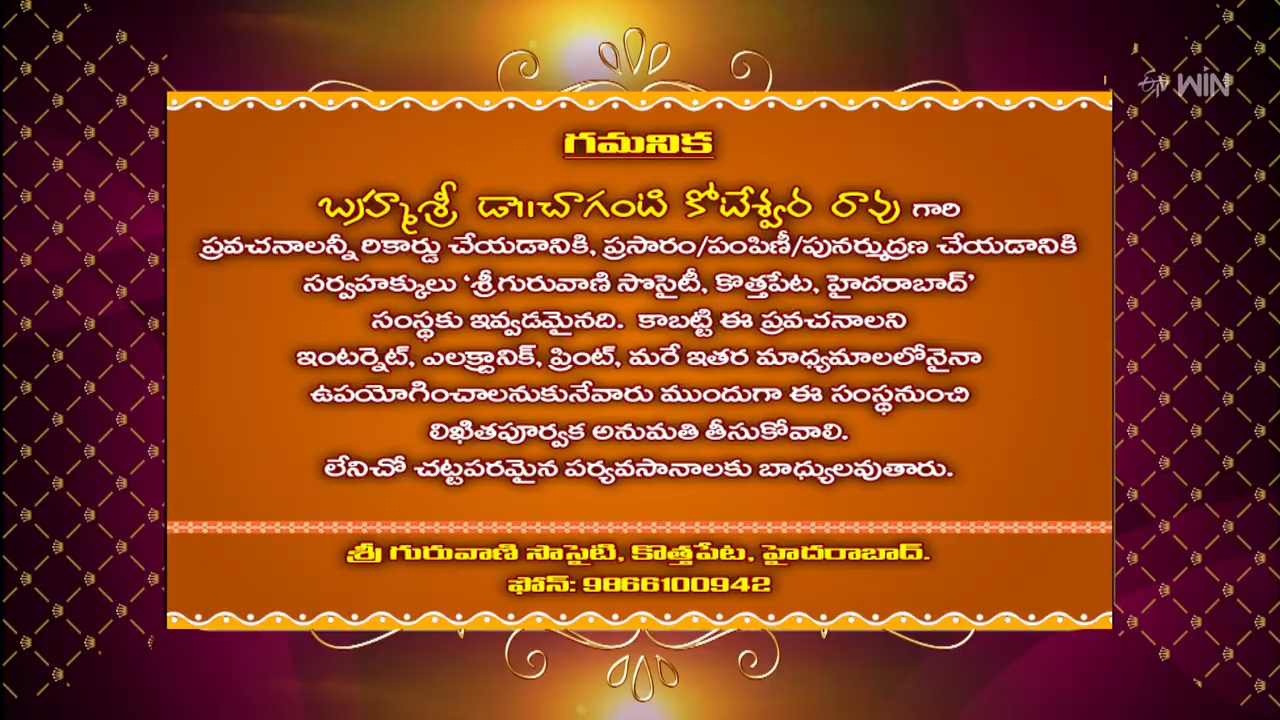 ఈటీవీ WIN
గమనిక
బ్రహ్మశ్రీ డా॥చాగంటి కోటేశ్వర రావు గారి
ప్రవచనాలన్నీ రికార్డు చేయడానికి, ప్రసారం/పంపిణీ/పునర్ముద్రణ చేయడానికి
సర్వహక్కులు ‘శ్రీగురువాణి సొసైటీ, కొత్తపేట, హైదరాబాద్’
సంస్థకు ఇవ్వడమైనది. కాబట్టి ఈ ప్రవచనాలని
ఇంటర్నెట్, ఎలక్ట్రానిక్, ప్రింట్, మరే ఇతర మాధ్యమాలలోనైనా
ఉపయోగించాలనుకునేవారు ముందుగా ఈ సంస్థనుంచి
లిఖితపూర్వక అనుమతి తీసుకోవాలి.
లేనిచో చట్టపరమైన పర్యవసానాలకు బాధ్యులవుతారు.
శ్రీ గురువాణి సొసైటి, కొత్తపేట, హైదరాబాద్.
ఫోన్: 9866100942